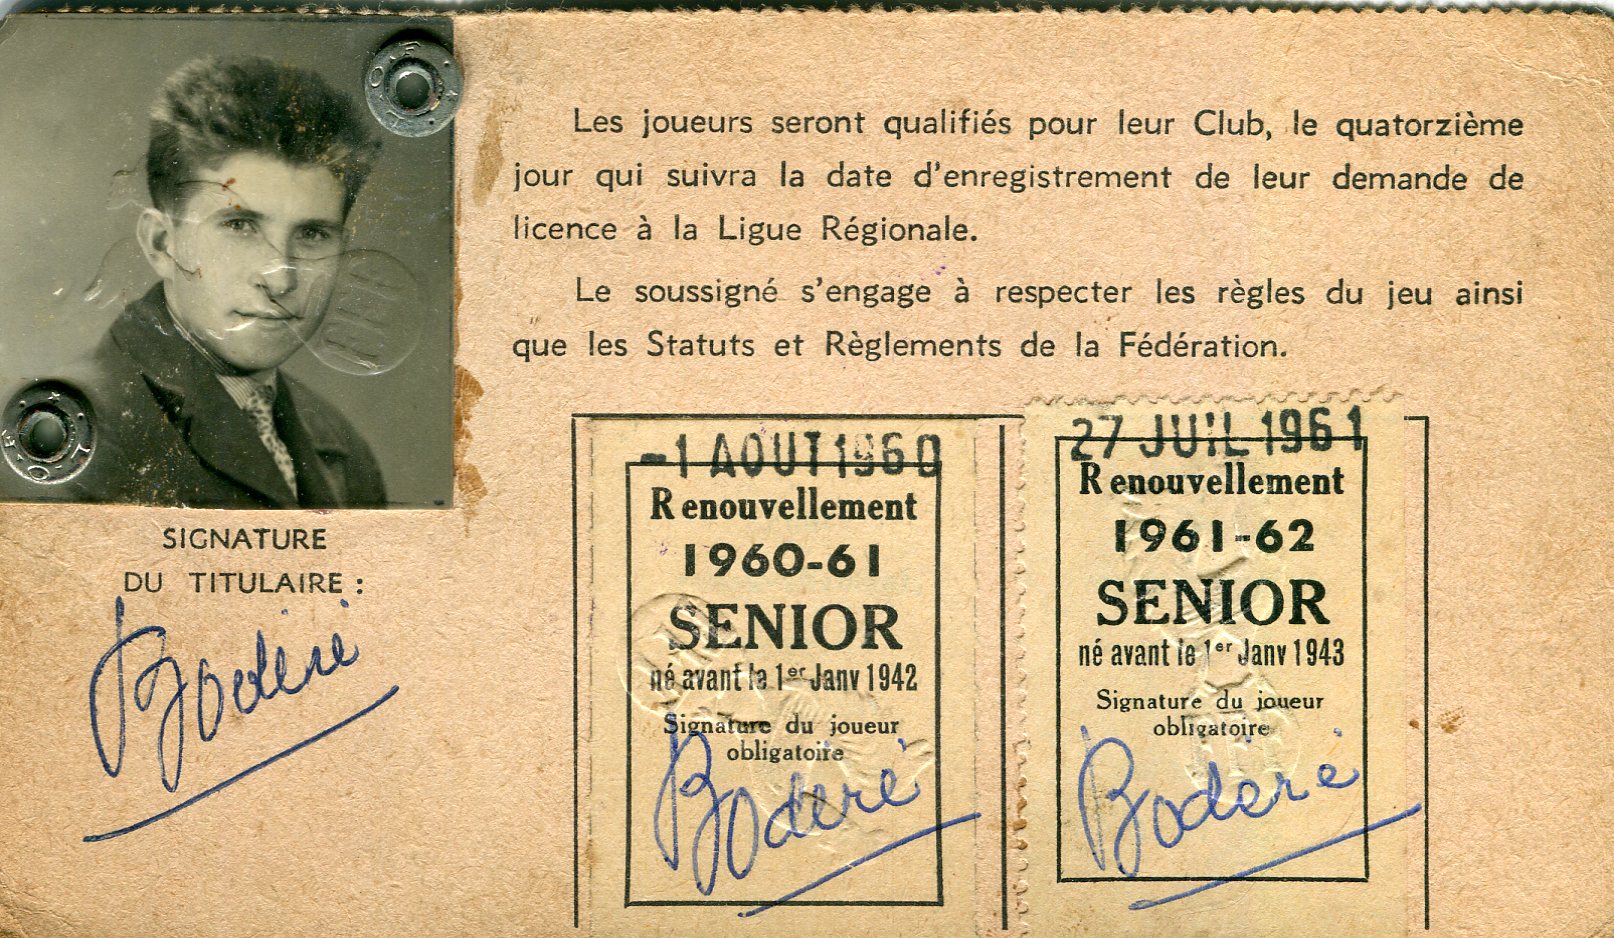 Les joueurs seront qualifiés pour leur Club, le quatorzième
jour qui suivra la date d'enregistrement de leur demande de
licence à la Ligue Régionale.
Le soussigné s'engage à respecter les règles du jeu ainsi
que les Statuts et Règlements de la Fédération.
SIGNATURE
DU TITULAIRE :
Bodéré
-1 AOUT 1960
Renouvellement
1960-61
SENIOR
né avant le 1er Janv 1942
Signature du joueur
obligatoire
Bodéré
27 JUIL 1961
Renouvellement
1961-62
SENIOR
né avant le 1er Janv 1943
Signature du joueur
obligatoire
Bodéré